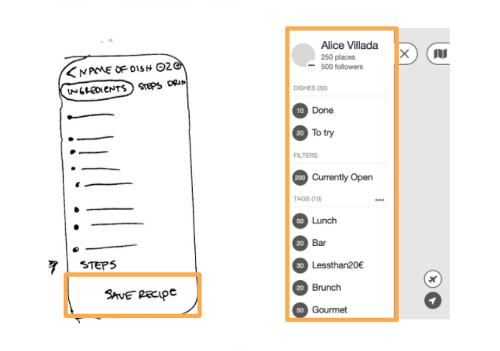 < NAME OF DISH ⊖2⊕
INGREDIENTS STEPS DRIN
STEPS
SAVE RECIPE
Alice Villada
250 places
500 followers
DISHES (30)
10 Done
20 To try
FILTERS
200 Currently Open
TAGS (10) •••
50 Lunch
20 Bar
30 Lessthan20€
20 Brunch
50 Gourmet